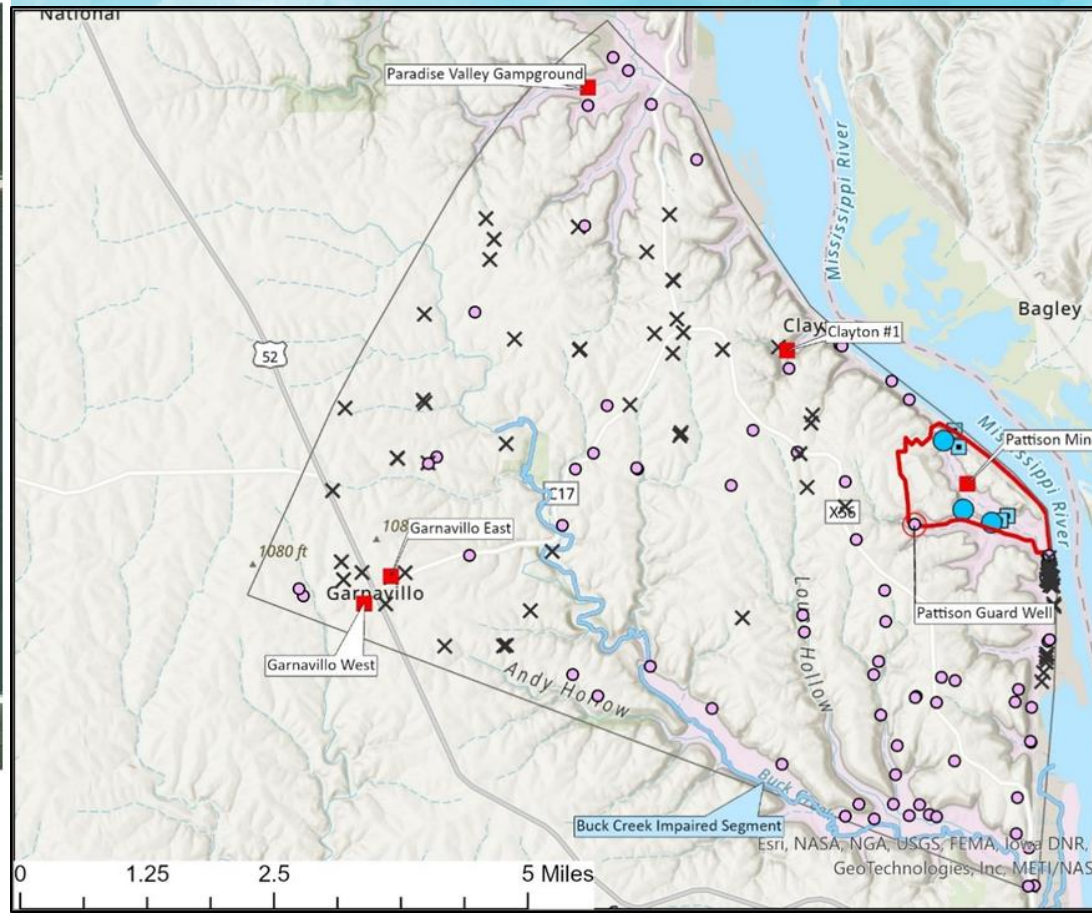 National
Paradise Valley Gampground
Mississippi River
Bagley
52
Clay
Clayton #1
Mississippi River
Pattison Min
C17
X56
108
Garnavillo East
1080 ft
Garnavillo
Pattison Guard Well
Garnavillo West
Andy Hollow
Hollow
Buck Creek
Buck Creek Impaired Segment
Esri, NASA, NGA, USGS, FEMA, Iowa DNR,
GeoTechnologies, Inc, METI/NAS
0 1.25 2.5 5 Miles